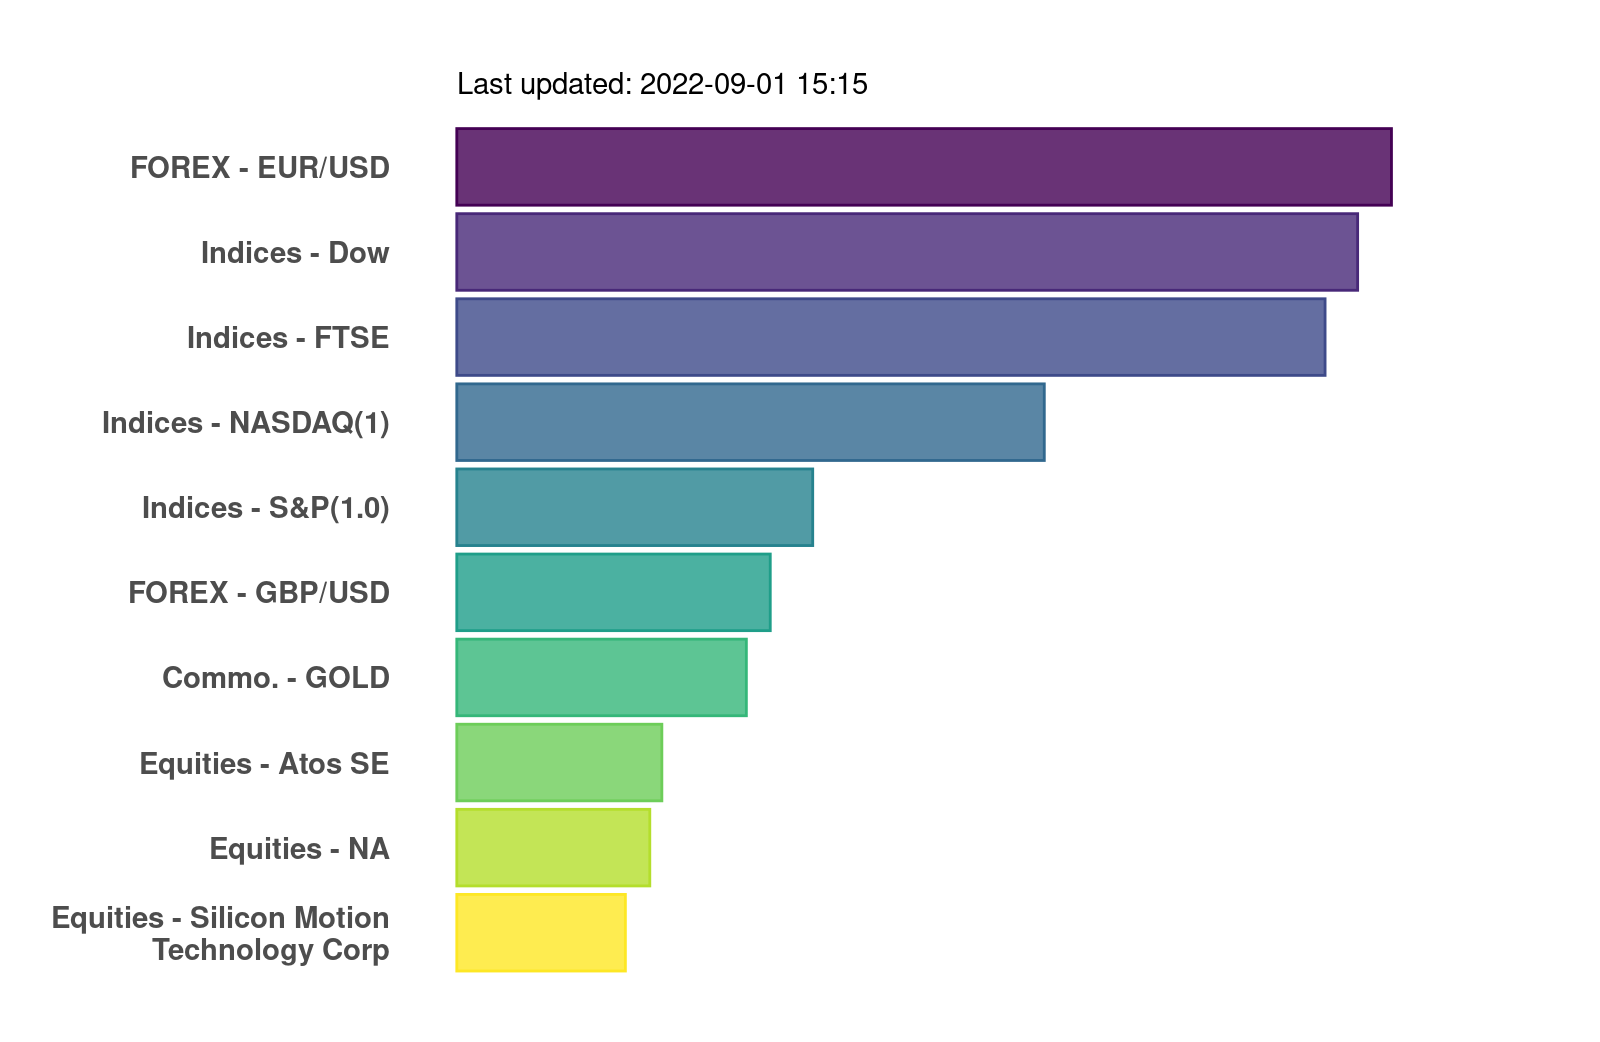 Last updated: 2022-09-01 15:15
FOREX - EUR/USD
Indices - Dow
Indices - FTSE
Indices - NASDAQ(1)
Indices - S&P(1.0)
FOREX - GBP/USD
Commo. - GOLD
Equities - Atos SE
Equities - NA
Equities - Silicon Motion
Technology Corp